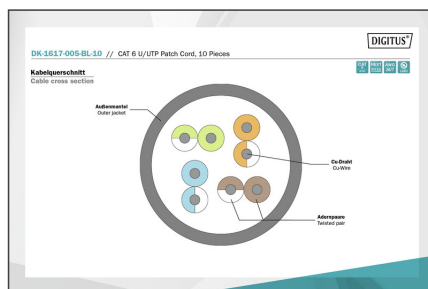 DIGITUS®
DK-1617-005-BL-10 // CAT 6 U/UTP Patch Cord, 10 Pieces
Kabelquerschnitt
Cable cross section
Außenmantel
Outer jacket
Cu-Draht
Cu-Wire
Adernpaare
Twisted pair